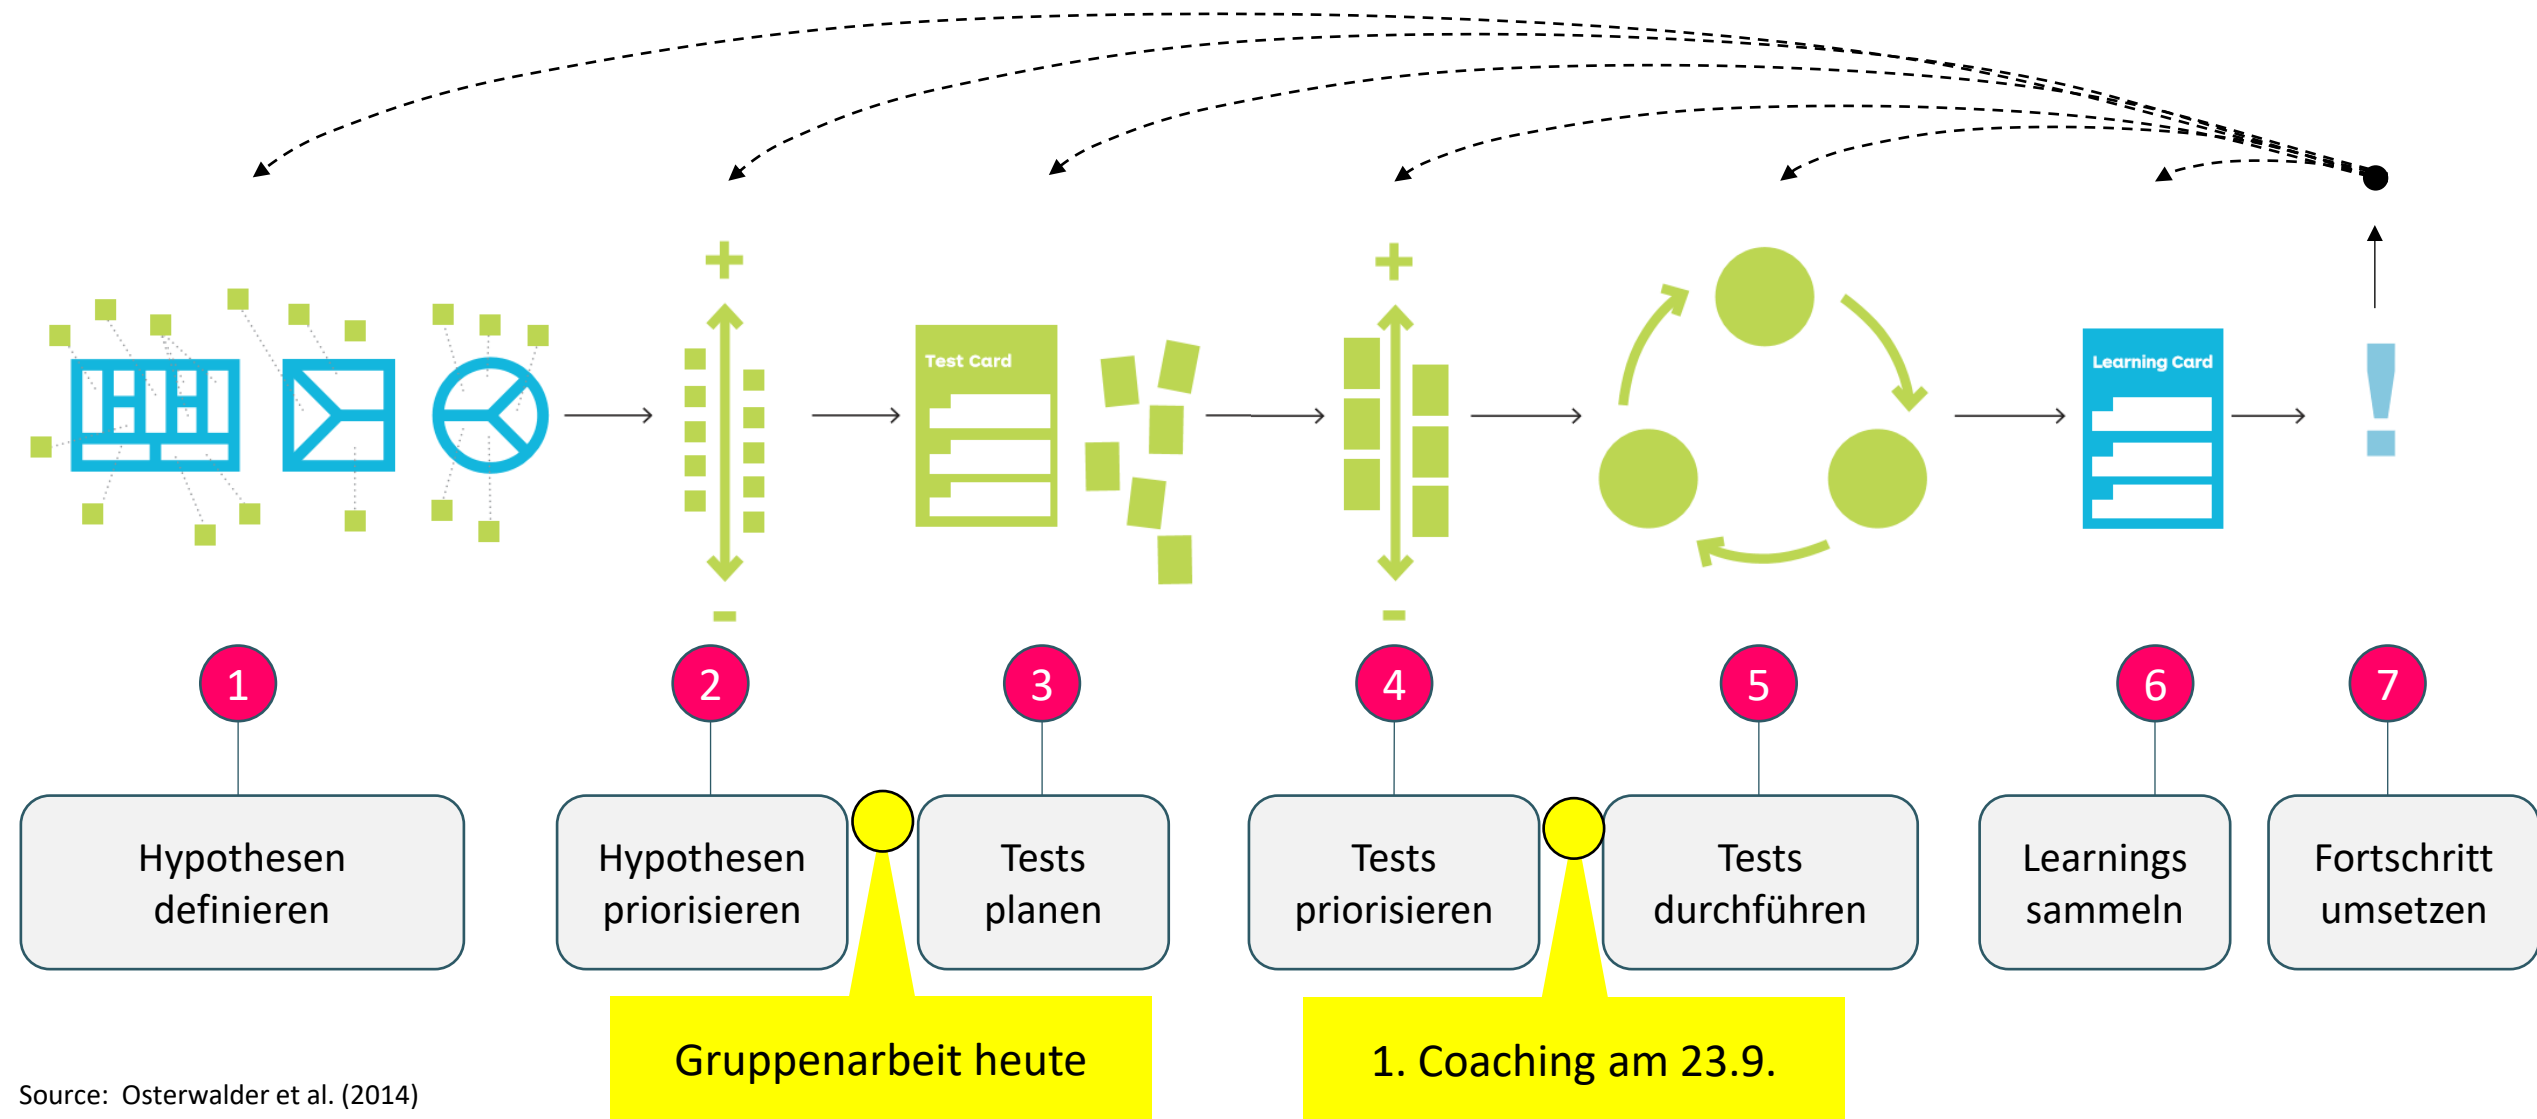 Test Card
Learning Card
1
2
3
4
5
6
7
Hypothesen
definieren
Hypothesen
priorisieren
Tests
planen
Tests
priorisieren
Tests
durchführen
Learnings
sammeln
Fortschritt
umsetzen
Gruppenarbeit heute
1. Coaching am 23.9.
Source: Osterwalder et al. (2014)